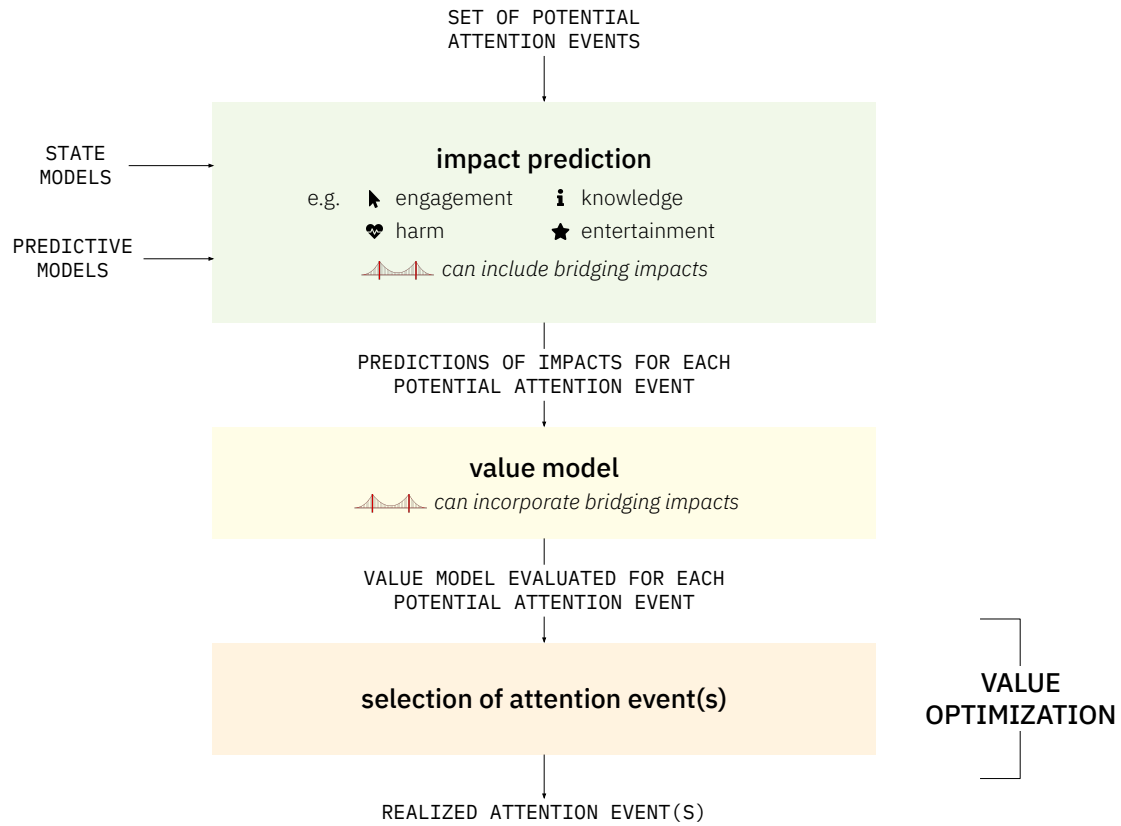 SET OF POTENTIAL
ATTENTION EVENTS
STATE
MODELS
PREDICTIVE
MODELS
impact prediction
e.g. engagement knowledge
harm entertainment
can include bridging impacts
PREDICTIONS OF IMPACTS FOR EACH
POTENTIAL ATTENTION EVENT
value model
can incorporate bridging impacts
VALUE MODEL EVALUATED FOR EACH
POTENTIAL ATTENTION EVENT
selection of attention event(s)
VALUE
OPTIMIZATION
REALIZED ATTENTION EVENT(S)